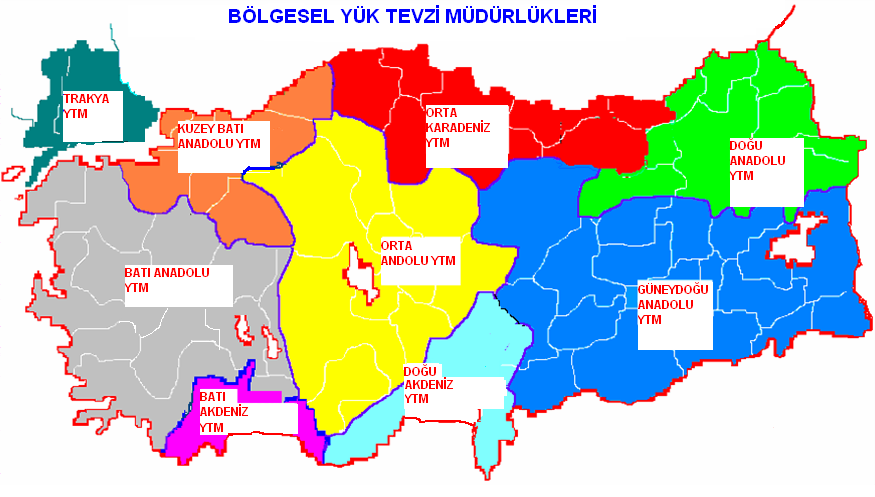 BÖLGESEL YÜK TEVZİ MÜDÜRLÜKLERİ
TRAKYA
YTM
KUZEY BATI
ANADOLU YTM
ORTA
KARADENİZ
YTM
DOĞU
ANADOLU
YTM
BATI ANADOLU
YTM
ORTA
ANDOLU YTM
GÜNEYDOĞU
ANADOLU
YTM
BATI
AKDENİZ
YTM
DOĞU
AKDENİZ
YTM